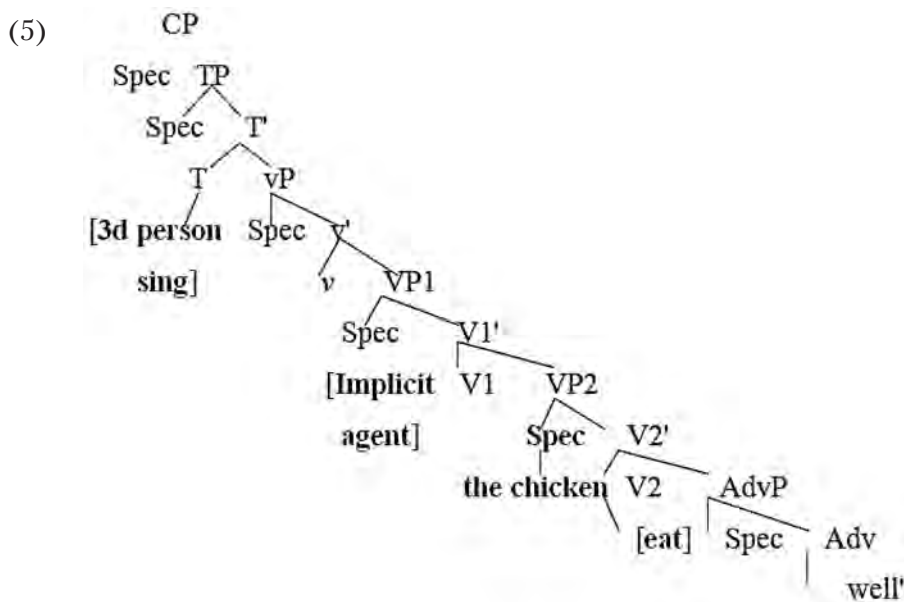 (5) CP
Spec TP
Spec T'
T vP
[3d person Spec v'
sing] v VP1
Spec V1'
[Implicit V1 VP2
agent] Spec V2'
the chicken V2 AdvP
[eat] Spec Adv
well'